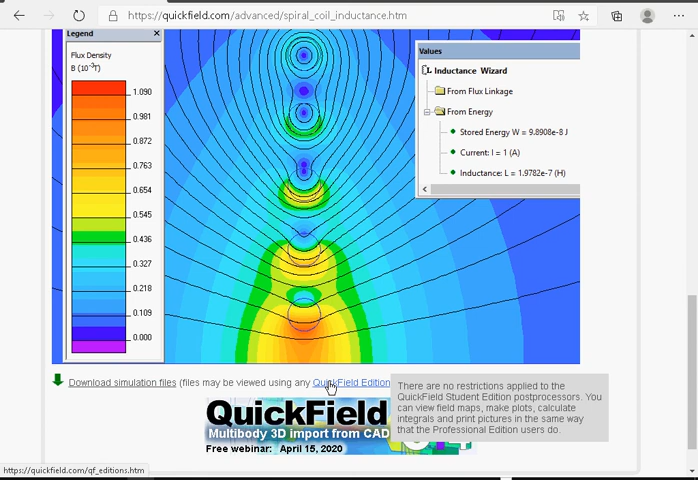 https://quickfield.com/advanced/spiral_coil_inductance.htm
Legend
Flux Density
B (10⁻³T)
1.090
0.981
0.872
0.763
0.654
0.545
0.436
0.327
0.218
0.109
0.000
Values
Inductance Wizard
From Flux Linkage
From Energy
Stored Energy W = 9.8908e-8 J
Current: I = 1 (A)
Inductance: L = 1.9782e-7 (H)
Download simulation files (files may be viewed using any QuickField Edition
There are no restrictions applied to the
QuickField Student Edition postprocessors. You
can view field maps, make plots, calculate
integrals and print pictures in the same way
that the Professional Edition users do.
QuickField
Multibody 3D import from CAD
Free webinar: April 15, 2020
https://quickfield.com/qf_editions.htm